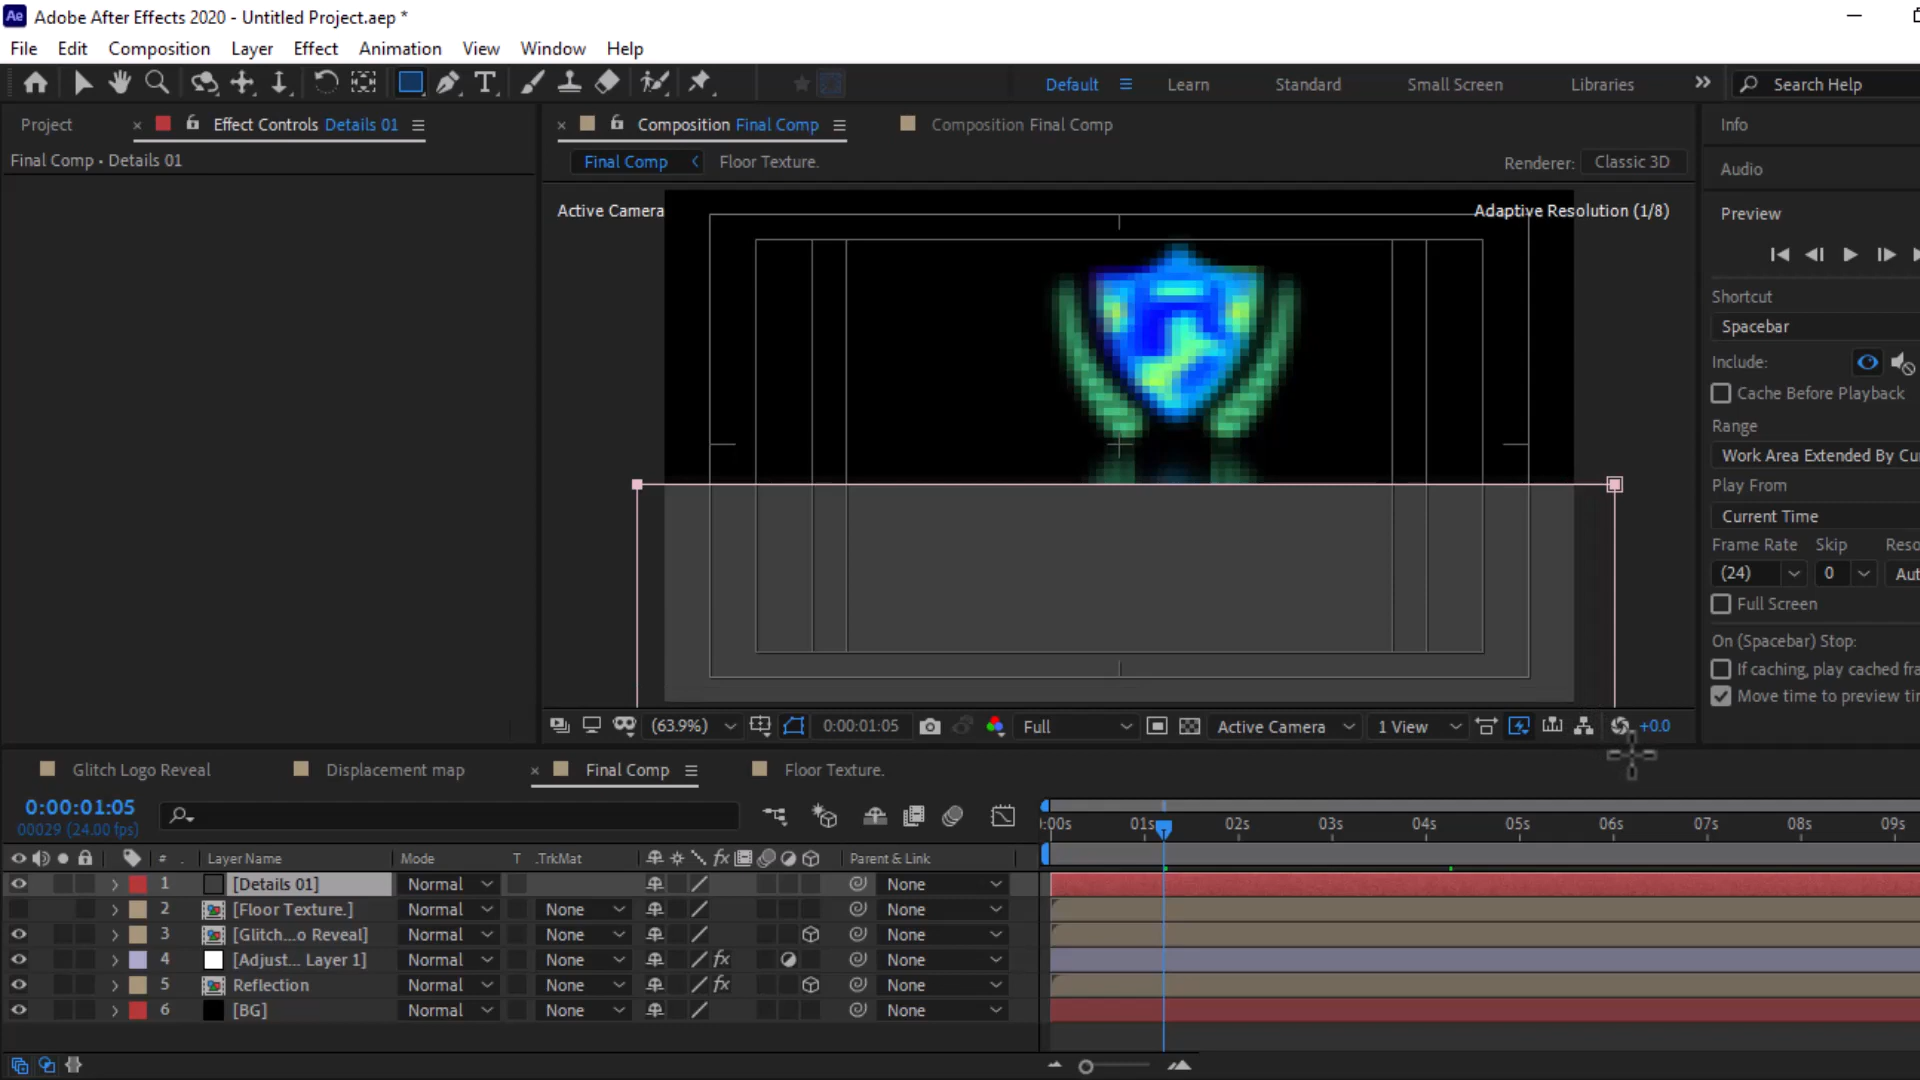 Ae Adobe After Effects 2020 - Untitled Project.aep *
File Edit Composition Layer Effect Animation View Window Help
Default Learn Standard Small Screen Libraries Search Help
Project Effect Controls Details 01 Composition Final Comp Composition Final Comp Info
Final Comp • Details 01 Final Comp Floor Texture. Renderer: Classic 3D
Audio
Active Camera Adaptive Resolution (1/8) Preview
Shortcut
Spacebar
Include:
Cache Before Playback
Range
Work Area Extended By Cu
Play From
Current Time
Frame Rate Skip Reso
(24) 0 Aut
Full Screen
On (Spacebar) Stop:
If caching, play cached fra
Move time to preview tir
(63.9%) 0:00:01:05 Full Active Camera 1 View +0.0
Glitch Logo Reveal Displacement map Final Comp Floor Texture.
0:00:01:05
00029 (24.00 fps)
:00s 01s 02s 03s 04s 05s 06s 07s 08s 09s
# . Layer Name Mode T .TrkMat fx Parent & Link
1 [Details 01] Normal None
2 [Floor Texture.] Normal None None
3 [Glitch...o Reveal] Normal None None
4 [Adjust... Layer 1] Normal None fx None
5 Reflection Normal None fx None
6 [BG] Normal None None